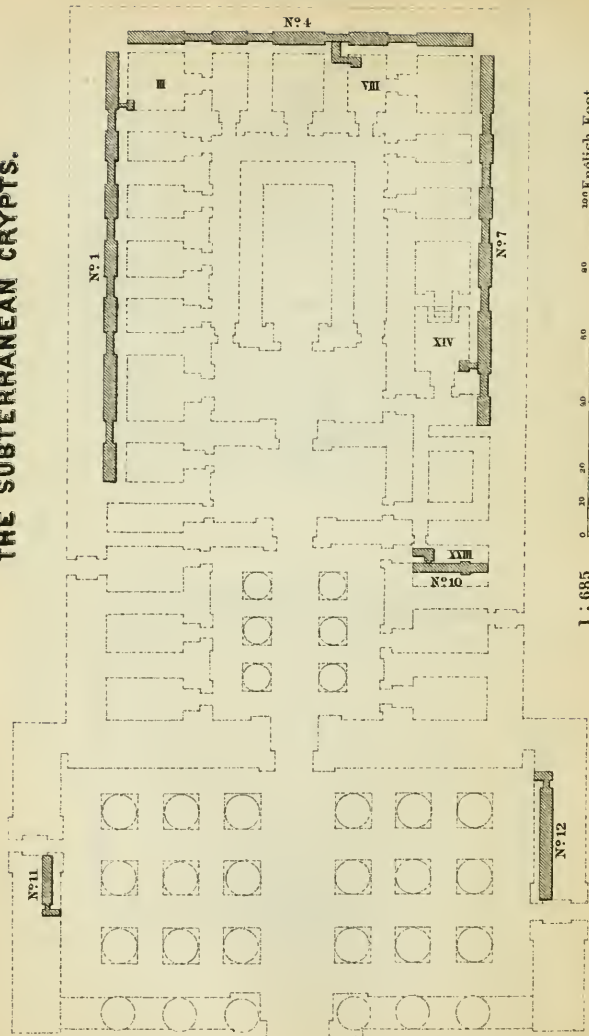 THE SUBTERRANEAN CRYPTS.
Nº 4
III
VIII
Nº 1
Nº 7
XIV
XXIII
Nº 10
Nº 11
Nº 12
1 : 685
0 10 20 40 60 80 100 English Feet